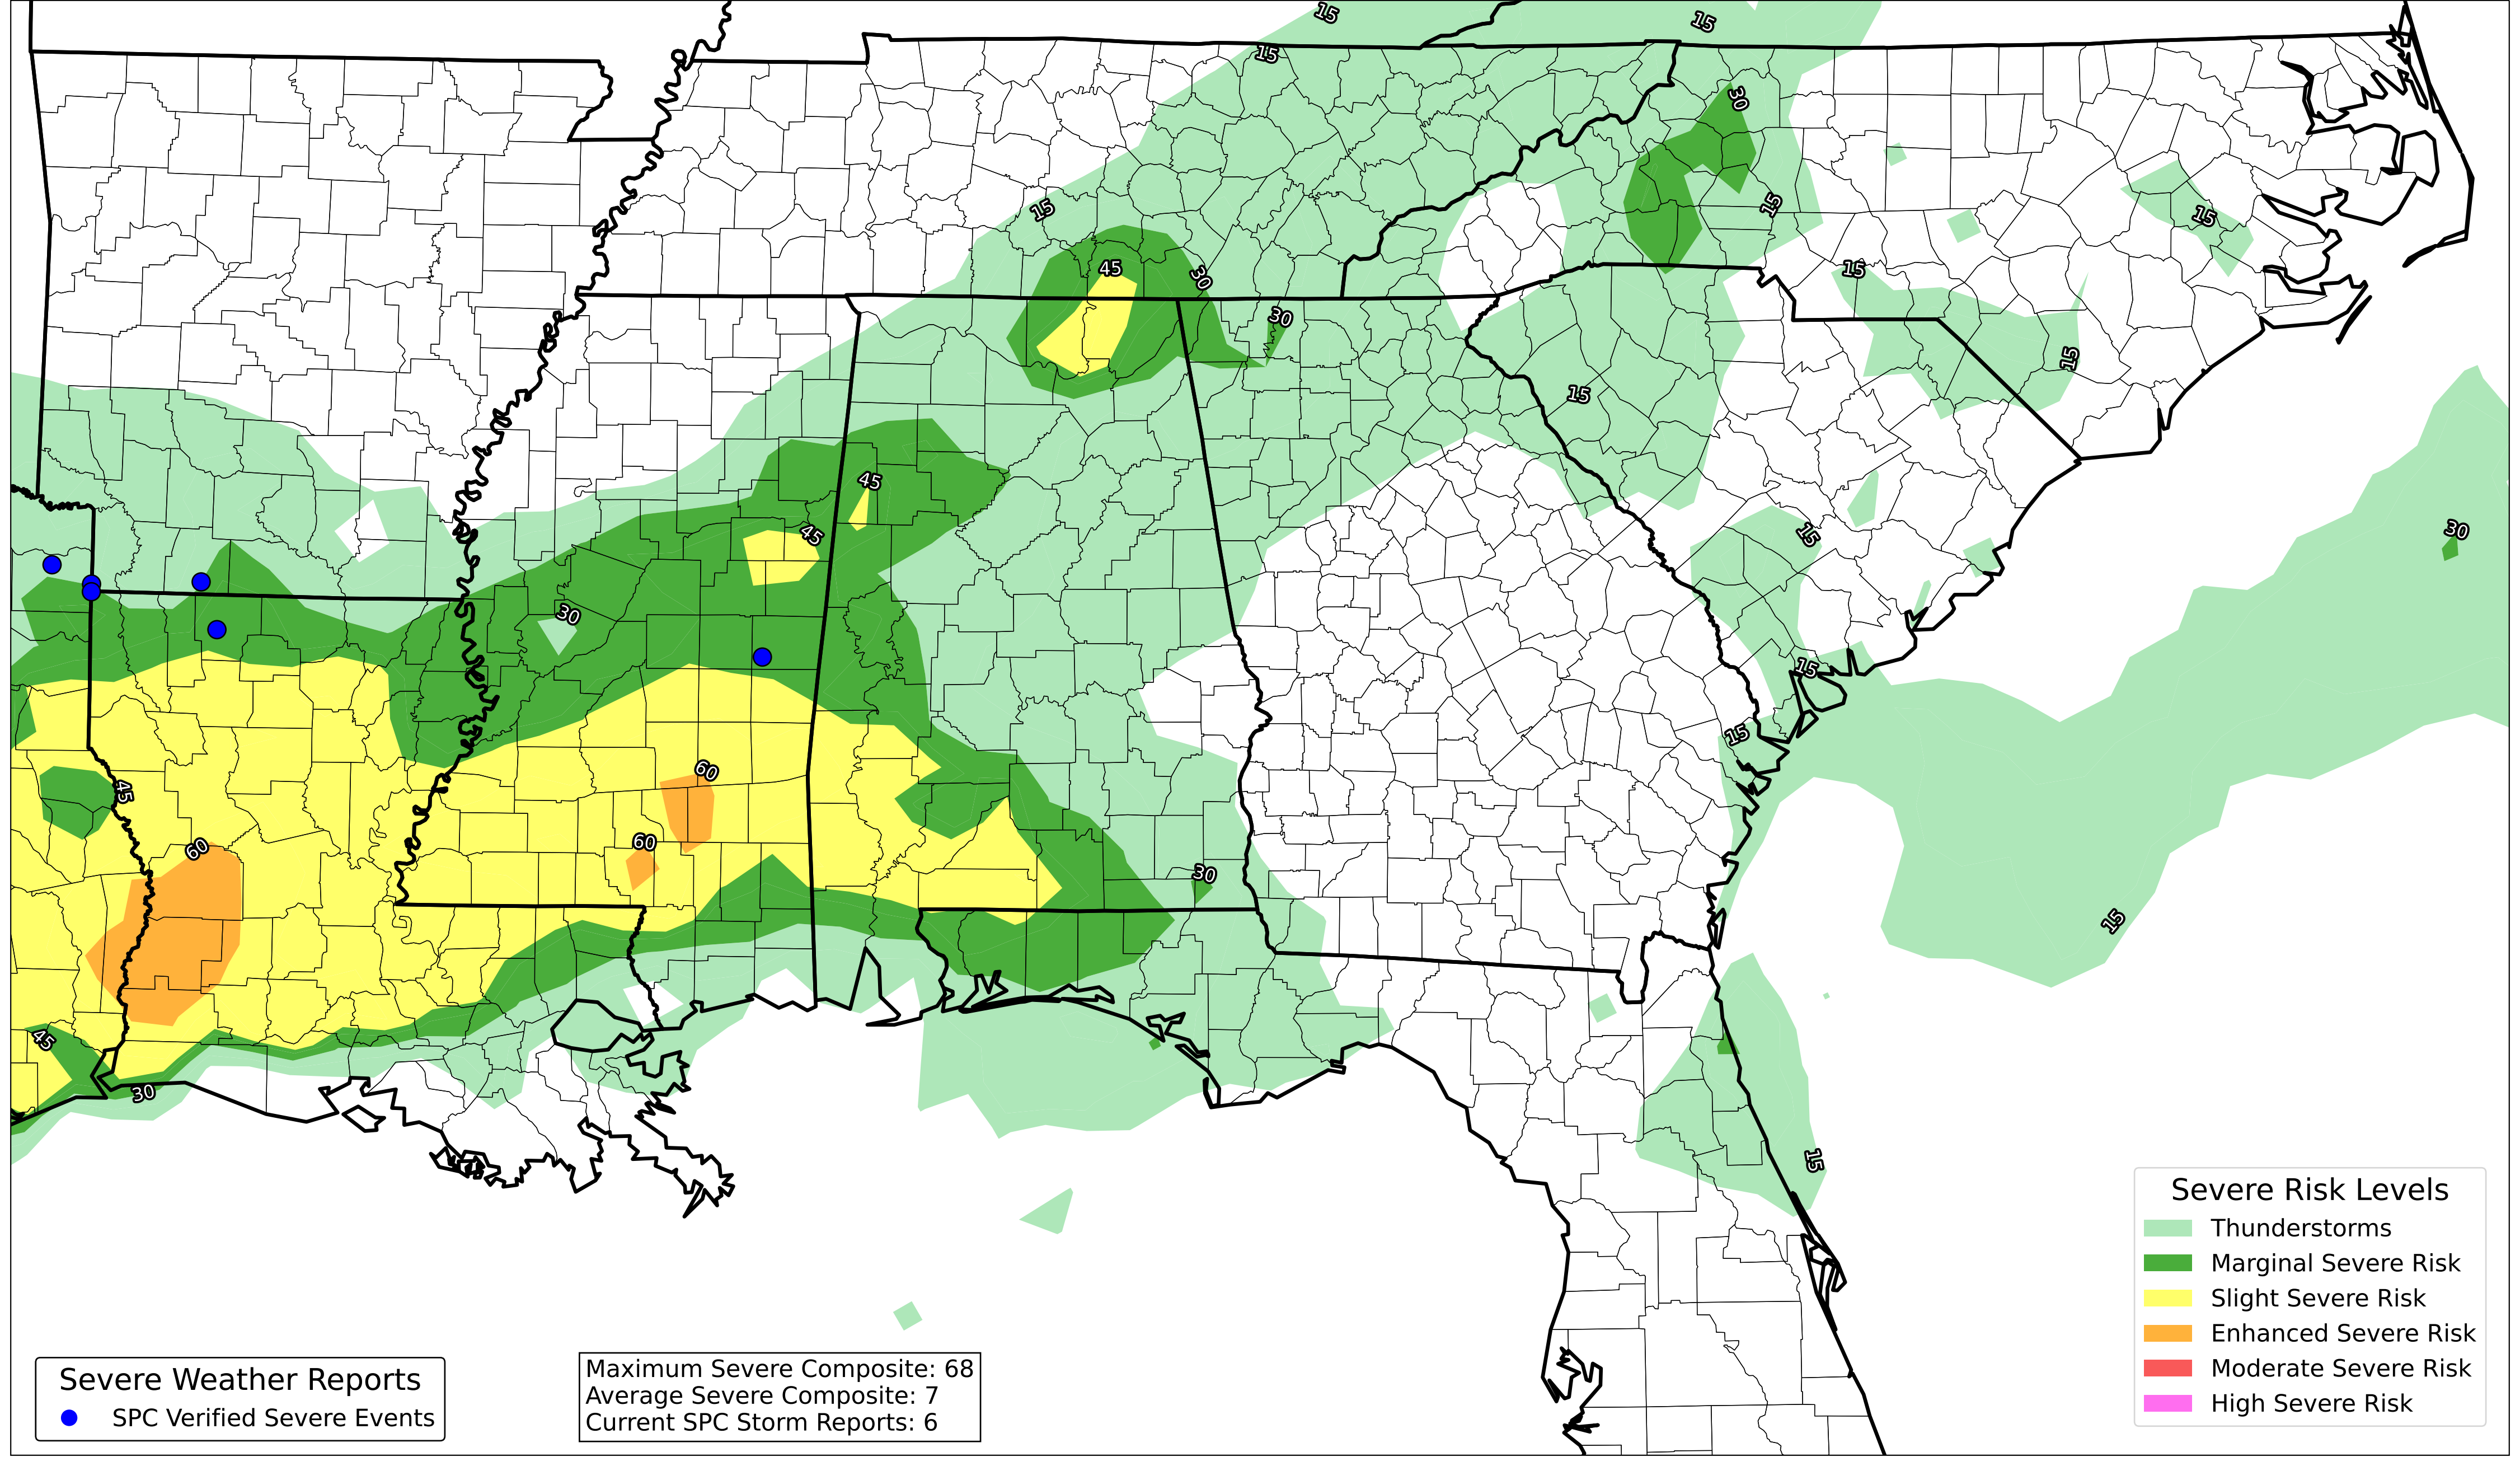 15
15
15
30
15
15
15
45
30
15
30
15
15
45
30
45
15
30
15
15
60
45
60
60
30
15
45
30
15
Severe Risk Levels
Thunderstorms
Marginal Severe Risk
Slight Severe Risk
Enhanced Severe Risk
Moderate Severe Risk
High Severe Risk
Severe Weather Reports
SPC Verified Severe Events
Maximum Severe Composite: 68
Average Severe Composite: 7
Current SPC Storm Reports: 6